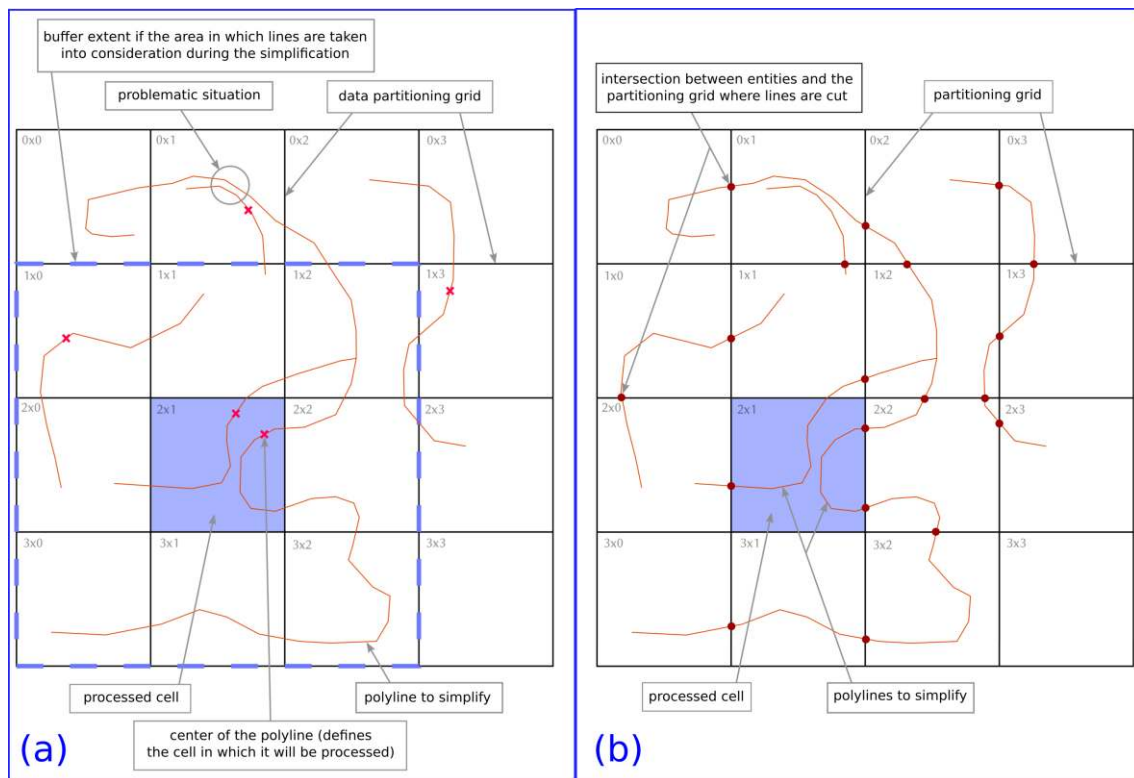 buffer extent if the area in which lines are taken
into consideration during the simplification
problematic situation
data partitioning grid
0x0
0x1
0x2
0x3
1x0
1x1
1x2
1x3
2x0
2x1
2x2
2x3
3x0
3x1
3x2
3x3
processed cell
polyline to simplify
center of the polyline (defines
the cell in which it will be processed)
(a)
intersection between entities and the
partitioning grid where lines are cut
partitioning grid
0x0
0x1
0x2
0x3
1x0
1x1
1x2
1x3
2x0
2x1
2x2
2x3
3x0
3x1
3x2
3x3
processed cell
polylines to simplify
(b)